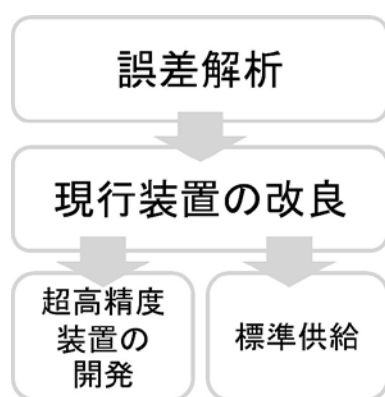 誤差解析
現行装置の改良
超高精度
装置の
開発
標準供給